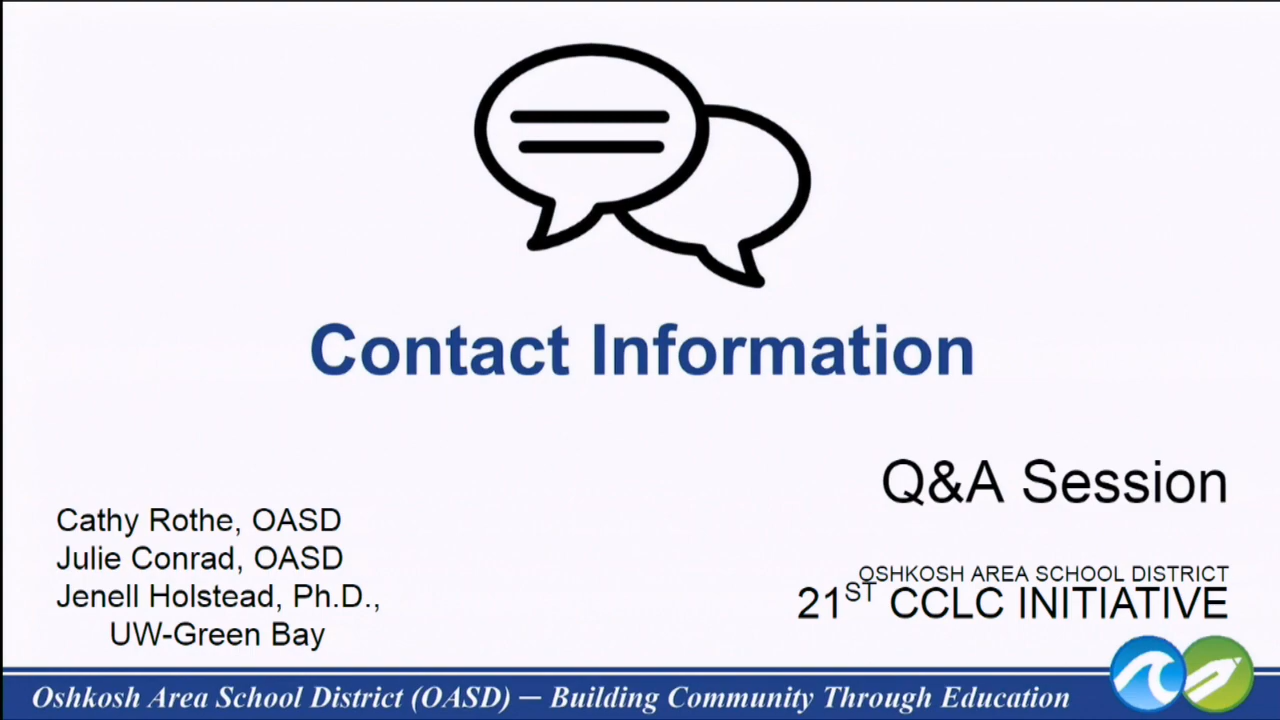 Contact Information
Q&A Session
Cathy Rothe, OASD
Julie Conrad, OASD
Jenell Holstead, Ph.D.,
UW-Green Bay
OSHKOSH AREA SCHOOL DISTRICT
21ST CCLC INITIATIVE
Oshkosh Area School District (OASD) — Building Community Through Education